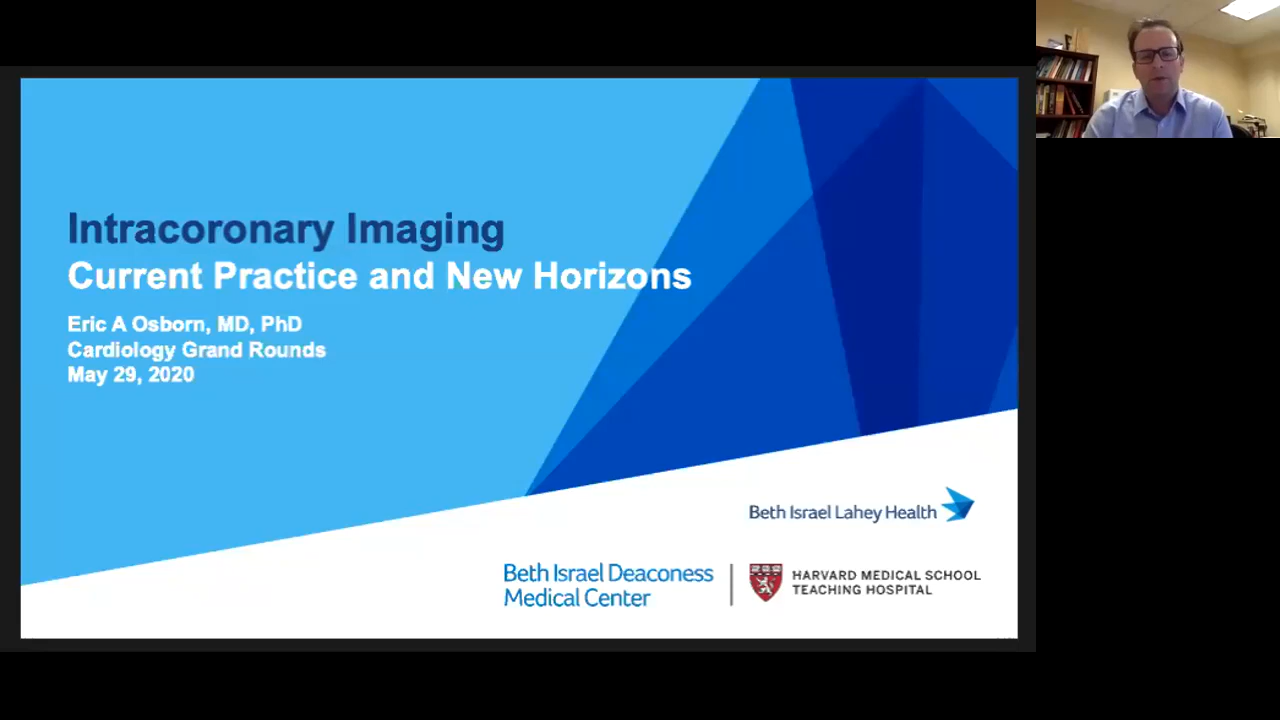 Intracoronary Imaging
Current Practice and New Horizons
Eric A Osborn, MD, PhD
Cardiology Grand Rounds
May 29, 2020
Beth Israel Lahey Health
Beth Israel Deaconess
Medical Center
HARVARD MEDICAL SCHOOL
TEACHING HOSPITAL